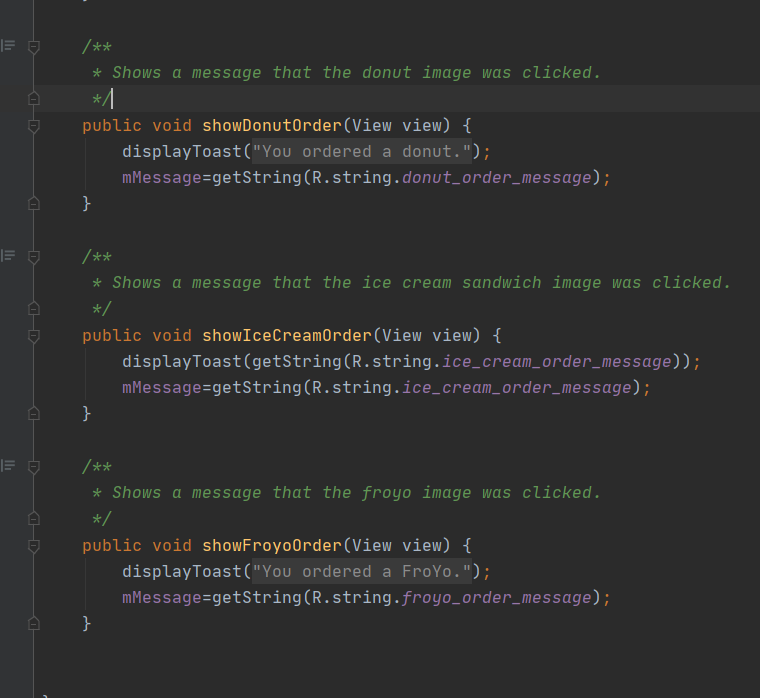 /**
 * Shows a message that the donut image was clicked.
 */
public void showDonutOrder(View view) {
    displayToast("You ordered a donut.");
    mMessage=getString(R.string.donut_order_message);
}
/**
 * Shows a message that the ice cream sandwich image was clicked.
 */
public void showIceCreamOrder(View view) {
    displayToast(getString(R.string.ice_cream_order_message));
    mMessage=getString(R.string.ice_cream_order_message);
}
/**
 * Shows a message that the froyo image was clicked.
 */
public void showFroyoOrder(View view) {
    displayToast("You ordered a FroYo.");
    mMessage=getString(R.string.froyo_order_message);
}